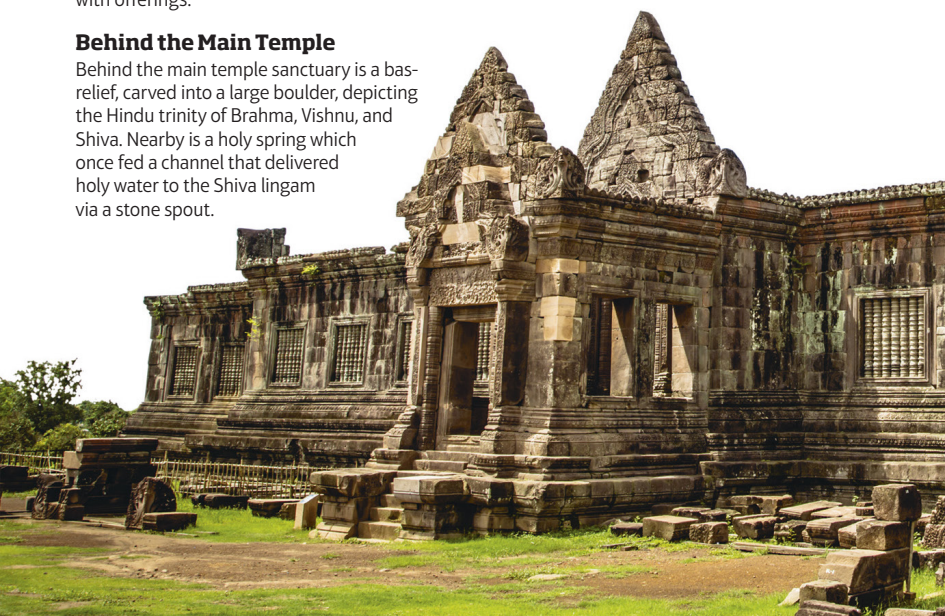 with offerings.
Behind the Main Temple
Behind the main temple sanctuary is a bas-
relief, carved into a large boulder, depicting
the Hindu trinity of Brahma, Vishnu, and
Shiva. Nearby is a holy spring which
once fed a channel that delivered
holy water to the Shiva lingam
via a stone spout.